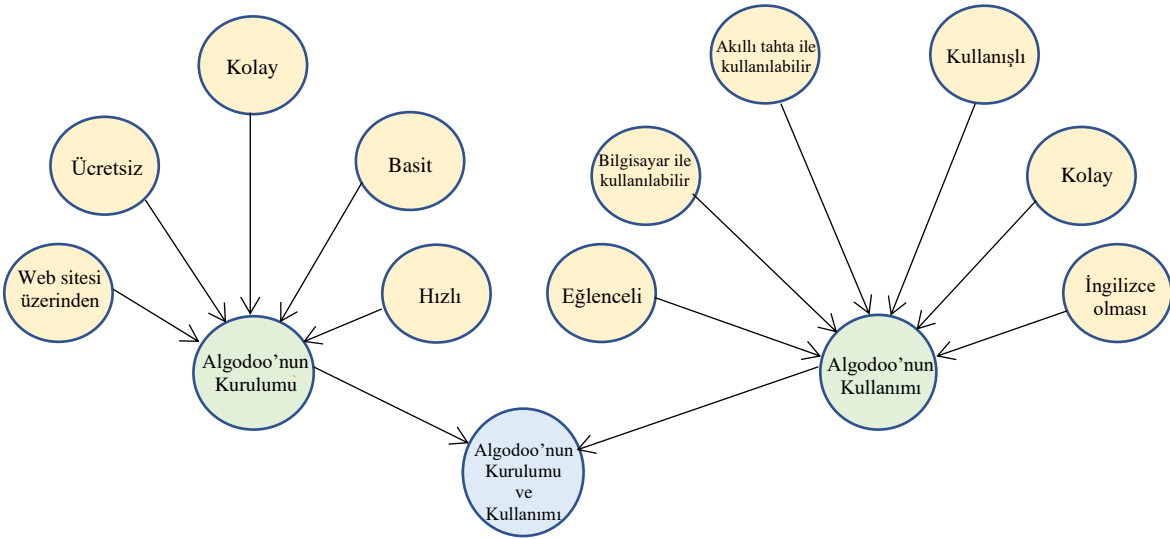 Kolay
Ücretsiz
Basit
Web sitesi
üzerinden
Hızlı
Algodoo’nun
Kurulumu
Akıllı tahta ile
kullanılabilir
Kullanışlı
Bilgisayar ile
kullanılabilir
Kolay
Eğlenceli
İngilizce
olması
Algodoo’nun
Kullanımı
Algodoo’nun
Kurulumu
ve
Kullanımı